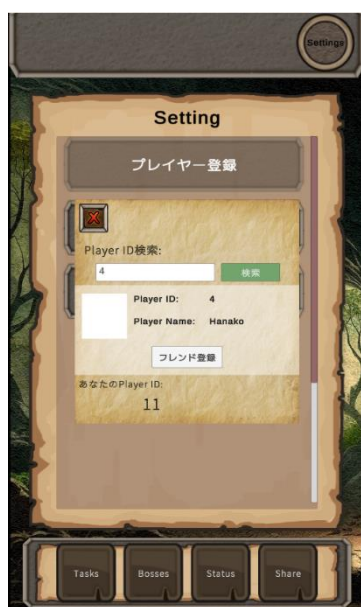 Settings
Setting
プレイヤー登録
Player ID検索:
4 検索
Player ID: 4
Player Name: Hanako
フレンド登録
あなたのPlayer ID:
11
Tasks Bosses Status Share